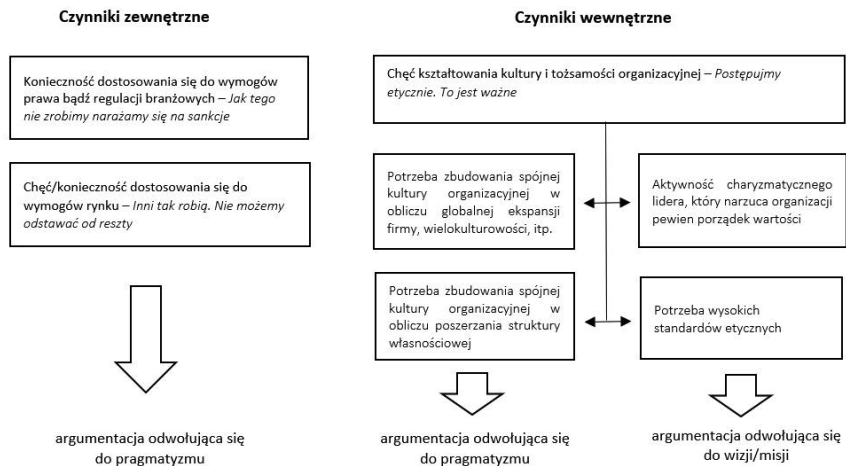 Czynniki zewnętrzne
Konieczność dostosowania się do wymogów
prawa bądź regulacji branżowych – Jak tego
nie zrobimy narażamy się na sankcje
Chęć/konieczność dostosowania się do
wymogów rynku – Inni tak robią. Nie możemy
odstawać od reszty
argumentacja odwołująca się
do pragmatyzmu
Czynniki wewnętrzne
Chęć kształtowania kultury i tożsamości organizacyjnej – Postępujmy
etycznie. To jest ważne
Potrzeba zbudowania spójnej
kultury organizacyjnej w
obliczu globalnej ekspansji
firmy, wielokulturowości, itp.
Aktywność charyzmatycznego
lidera, który narzuca organizacji
pewien porządek wartości
Potrzeba zbudowania spójnej
kultury organizacyjnej w
obliczu poszerzania struktury
własnościowej
Potrzeba wysokich
standardów etycznych
argumentacja odwołująca się
do pragmatyzmu
argumentacja odwołująca się
do wizji/misji